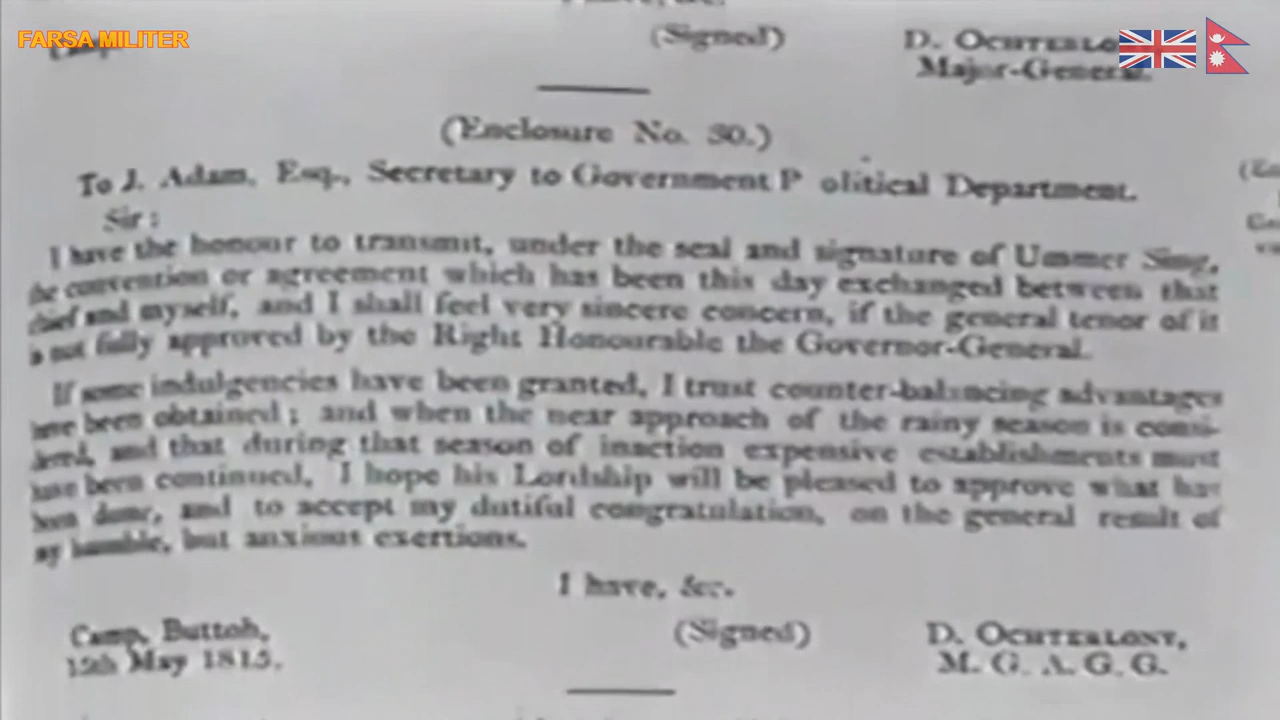 FARSA MILITER
(Signed)
D. OCHTERLO
Major-General.
(Enclosure No. 30.)
To J. Adam, Esq., Secretary to Government P olitical Department.
Sir :
I have the honour to transmit, under the seal and signature of Ummer Sing,
the convention or agreement which has been this day exchanged between that
chief and myself, and I shall feel very sincere concern, if the general tenor of it
is not fully approved by the Right Honourable the Governor-General.
If some indulgencies have been granted, I trust counter-balancing advantages
have been obtained ; and when the near approach of the rainy season is consi-
dered, and that during that season of inaction expensive establishments must
have been continued, I hope his Lordship will be pleased to approve what has
been done, and to accept my dutiful congratulation, on the general result of
my humble, but anxious exertions.
I have, &c.
Camp, Buttoh,
(Signed)
D. OCHTERLONY,
15th May 1815.
M. G. A. G. G.